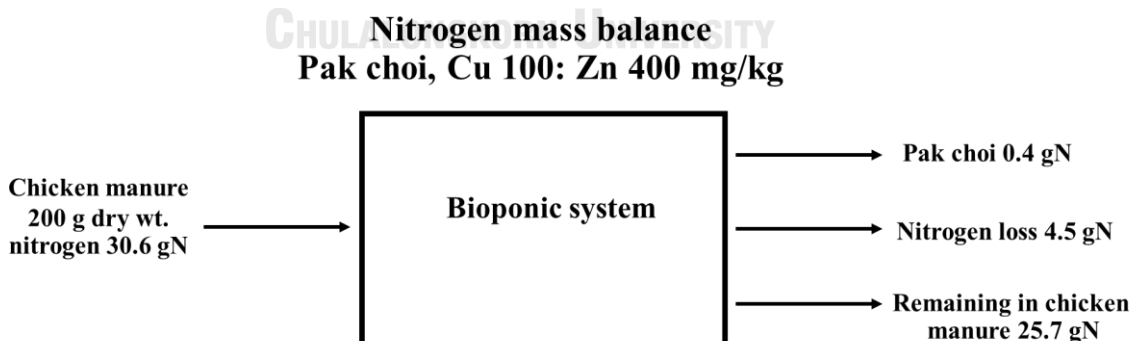 CHULALONGKORN UNIVERSITY
Nitrogen mass balance
Pak choi, Cu 100: Zn 400 mg/kg
Chicken manure
200 g dry wt.
nitrogen 30.6 gN
Bioponic system
Pak choi 0.4 gN
Nitrogen loss 4.5 gN
Remaining in chicken
manure 25.7 gN